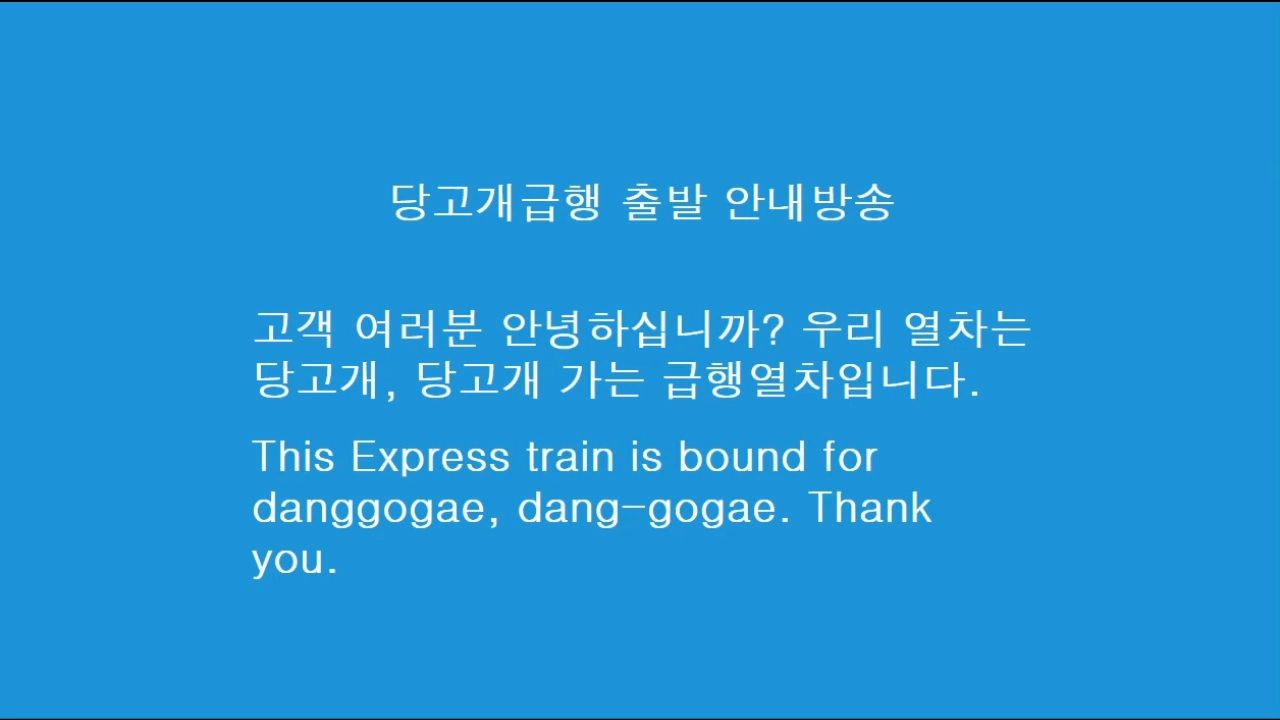 당고개급행 출발 안내방송
고객 여러분 안녕하십니까? 우리 열차는
당고개, 당고개 가는 급행열차입니다.
This Express train is bound for
danggogae, dang-gogae. Thank
you.